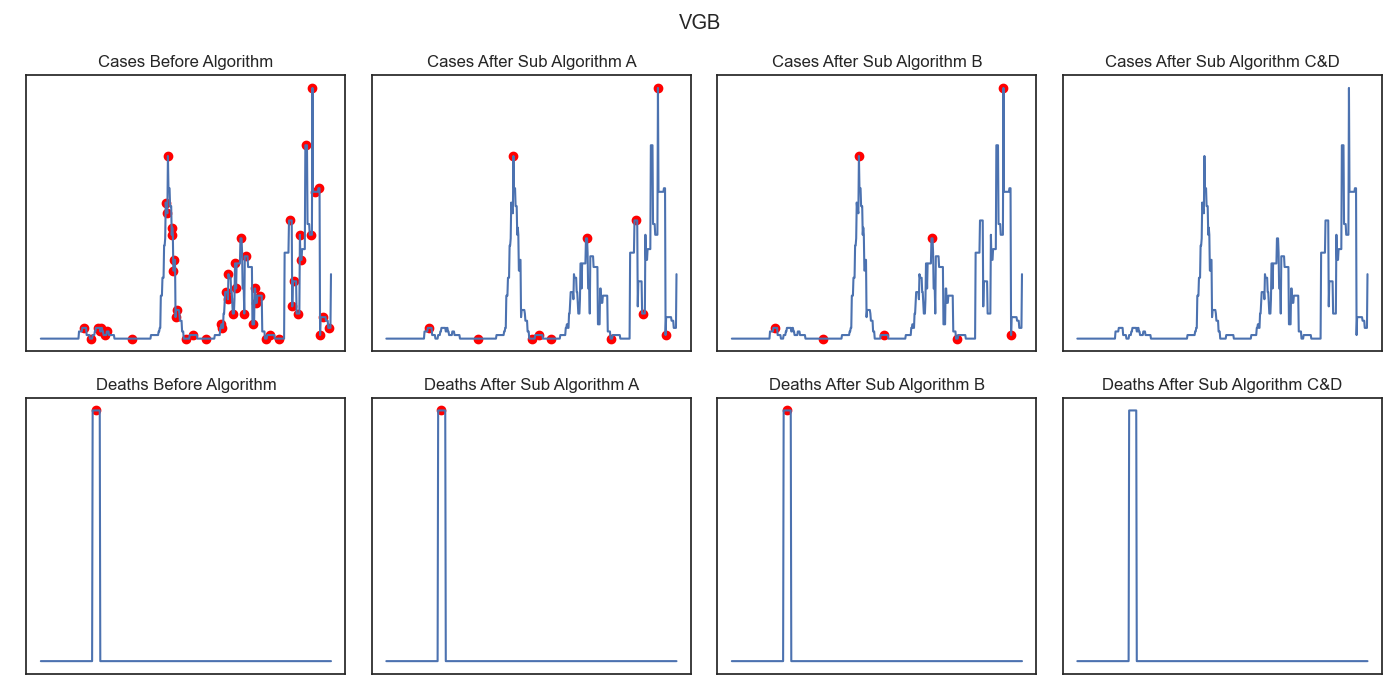 VGB
Cases Before Algorithm
Cases After Sub Algorithm A
Cases After Sub Algorithm B
Cases After Sub Algorithm C&D
Deaths Before Algorithm
Deaths After Sub Algorithm A
Deaths After Sub Algorithm B
Deaths After Sub Algorithm C&D